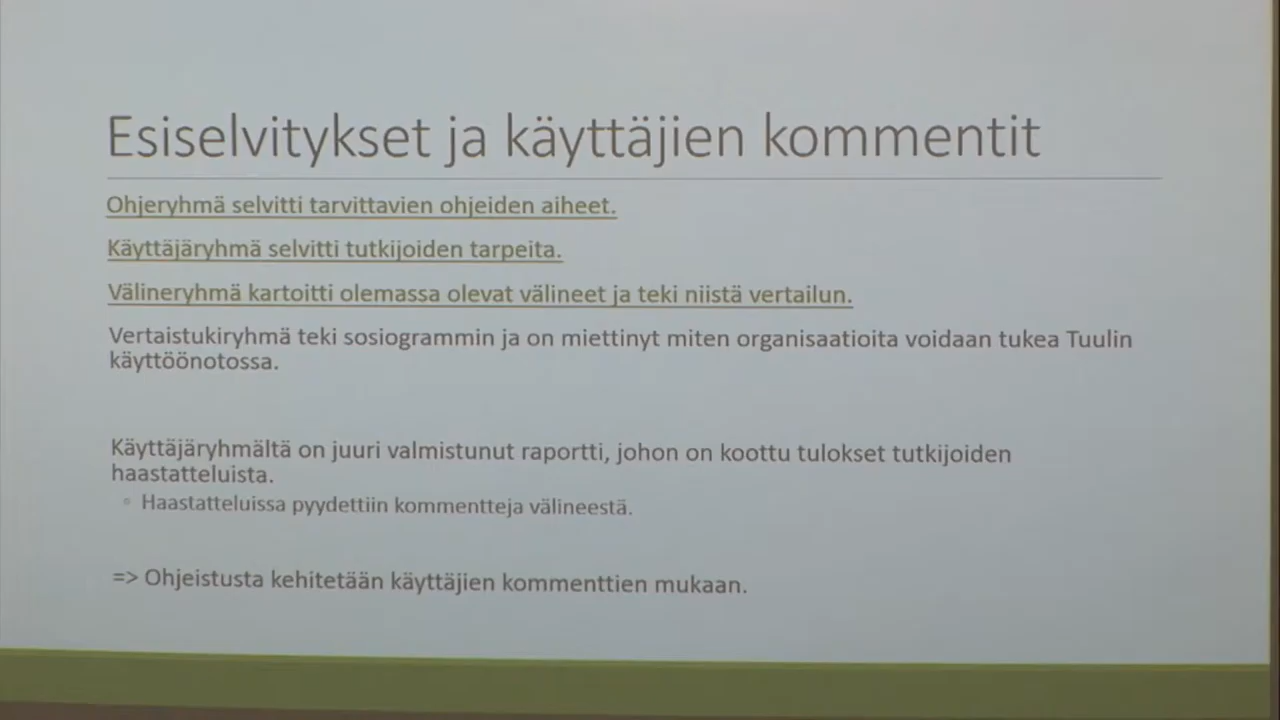 Esiselvitykset ja käyttäjien kommentit
Ohjeryhmä selvitti tarvittavien ohjeiden aiheet.
Käyttäjäryhmä selvitti tutkijoiden tarpeita.
Välineryhmä kartoitti olemassa olevat välineet ja teki niistä vertailun.
Vertaistukiryhmä teki sosiogrammin ja on miettinyt miten organisaatioita voidaan tukea Tuulin
käyttöönotossa.
Käyttäjäryhmältä on juuri valmistunut raportti, johon on koottu tulokset tutkijoiden
haastatteluista.
◦ Haastatteluissa pyydettiin kommentteja välineestä.
=> Ohjeistusta kehitetään käyttäjien kommenttien mukaan.